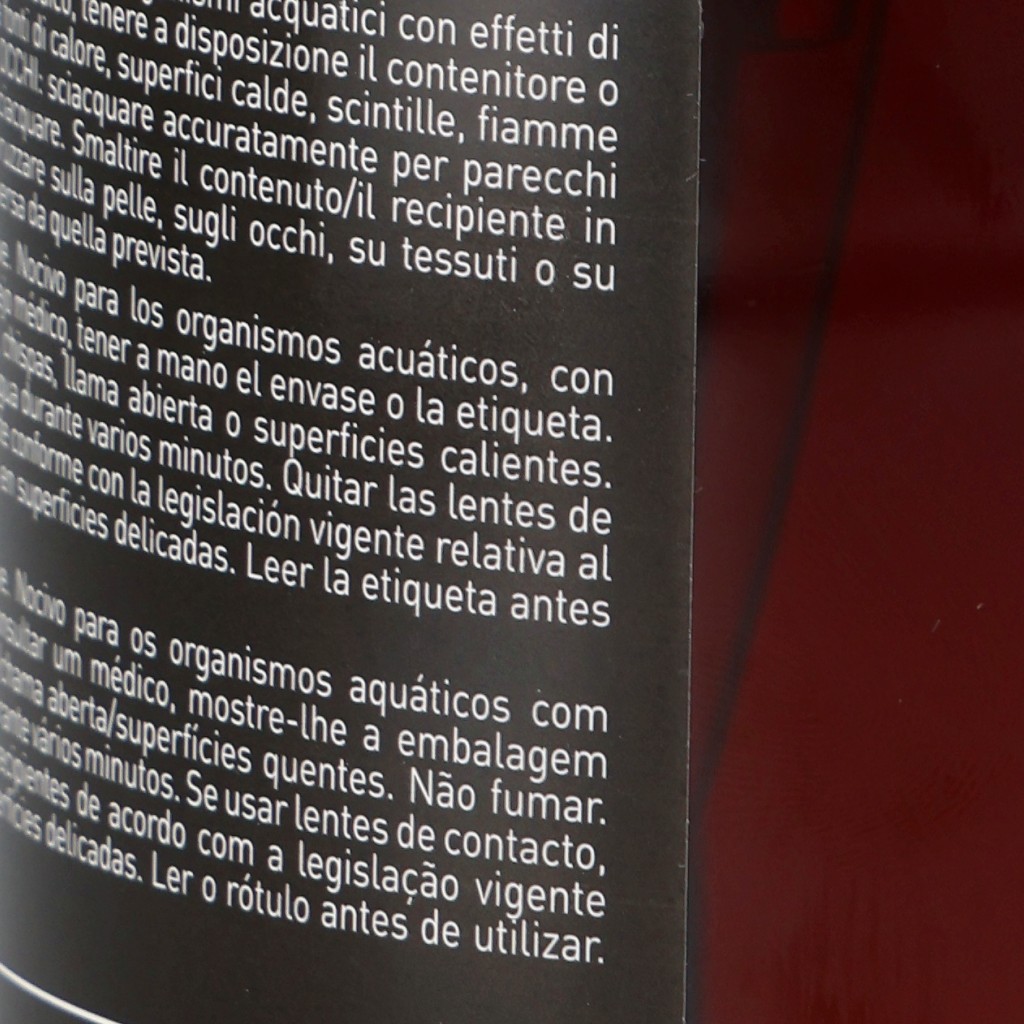 acquatici con effetti di
tenere a disposizione il contenitore o
di calore, superfici calde, scintille, fiamme
sciacquare accuratamente per parecchi
Smaltire il contenuto/il recipiente in
sulla pelle, sugli occhi, su tessuti o su
da quella prevista.
Nocivo para los organismos acuáticos, con
médico, tener a mano el envase o la etiqueta.
llama abierta o superficies calientes.
durante varios minutos. Quitar las lentes de
conforme con la legislación vigente relativa al
superficies delicadas. Leer la etiqueta antes
Nocivo para os organismos aquáticos com
um médico, mostre-lhe a embalagem
aberta/superfícies quentes. Não fumar.
vários minutos. Se usar lentes de contacto,
de acordo com a legislação vigente
delicadas. Ler o rótulo antes de utilizar.